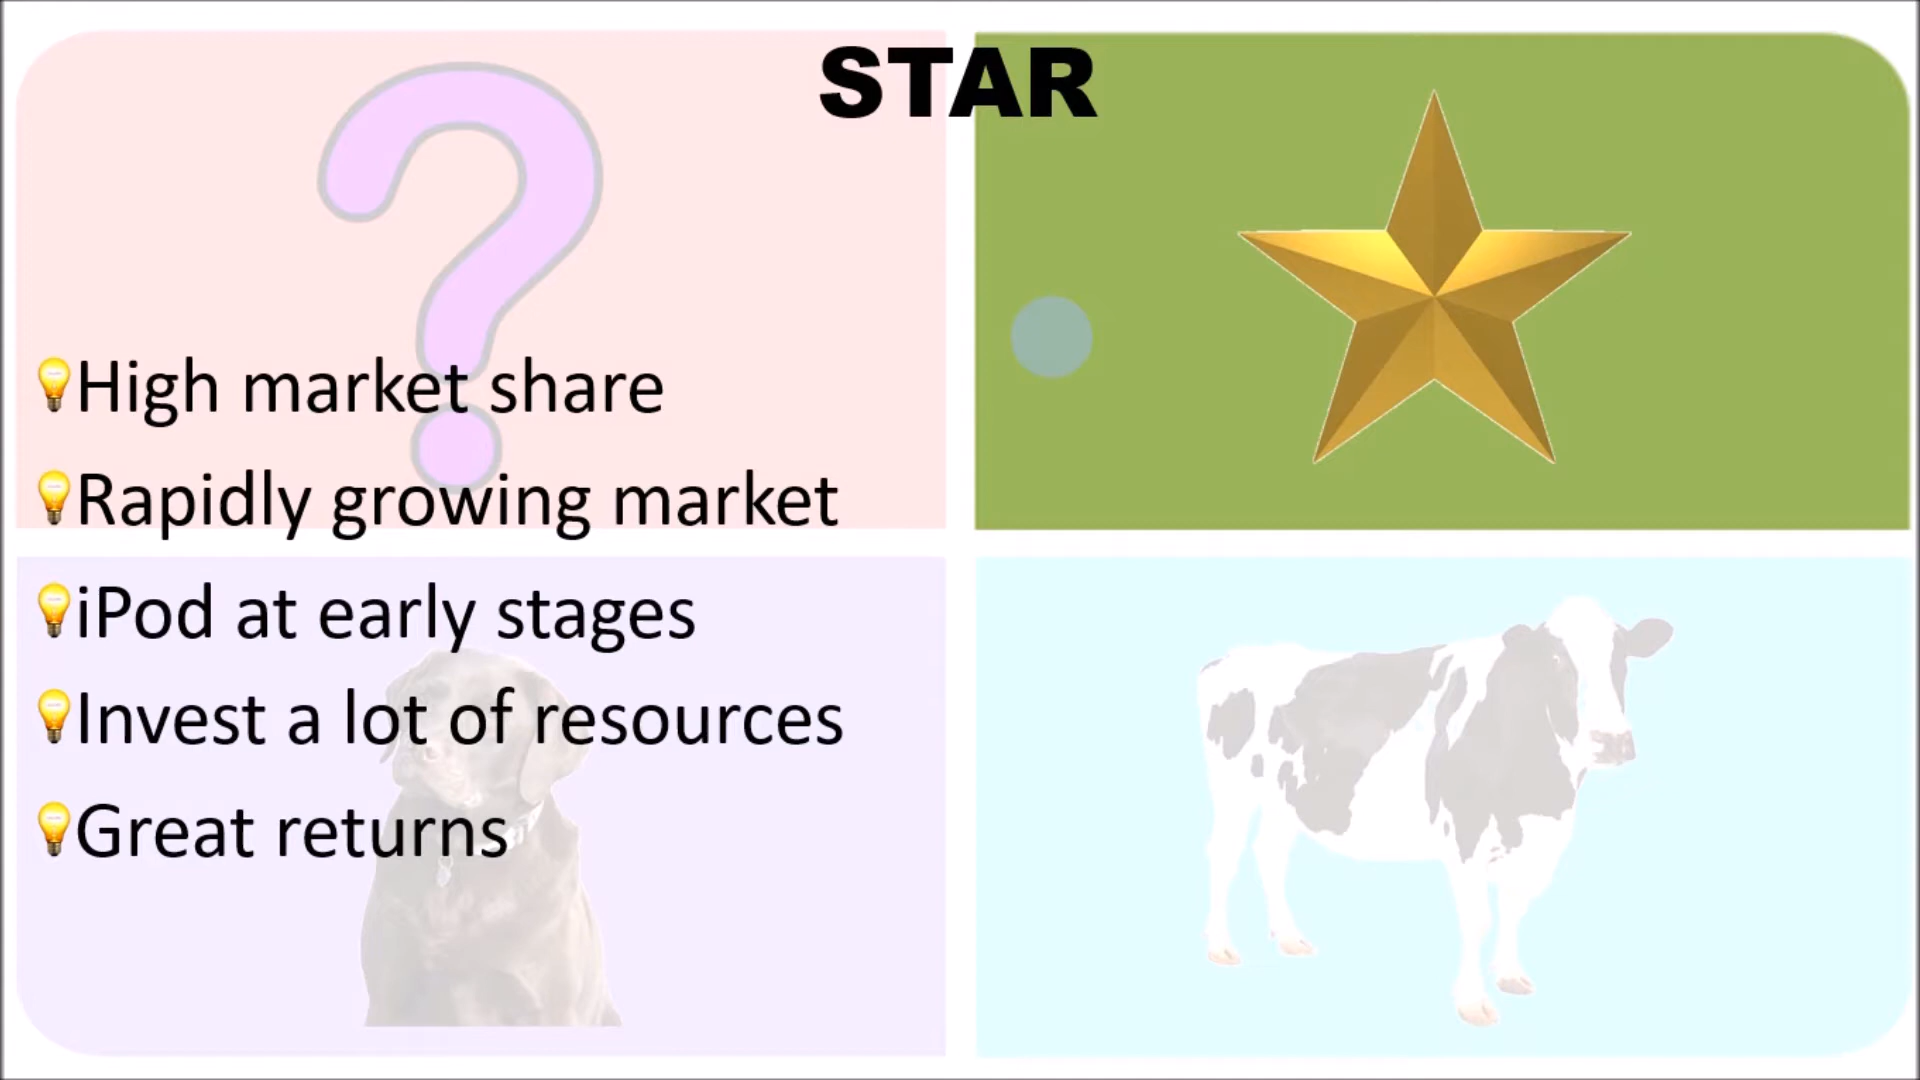 STAR
High market share
Rapidly growing market
iPod at early stages
Invest a lot of resources
Great returns